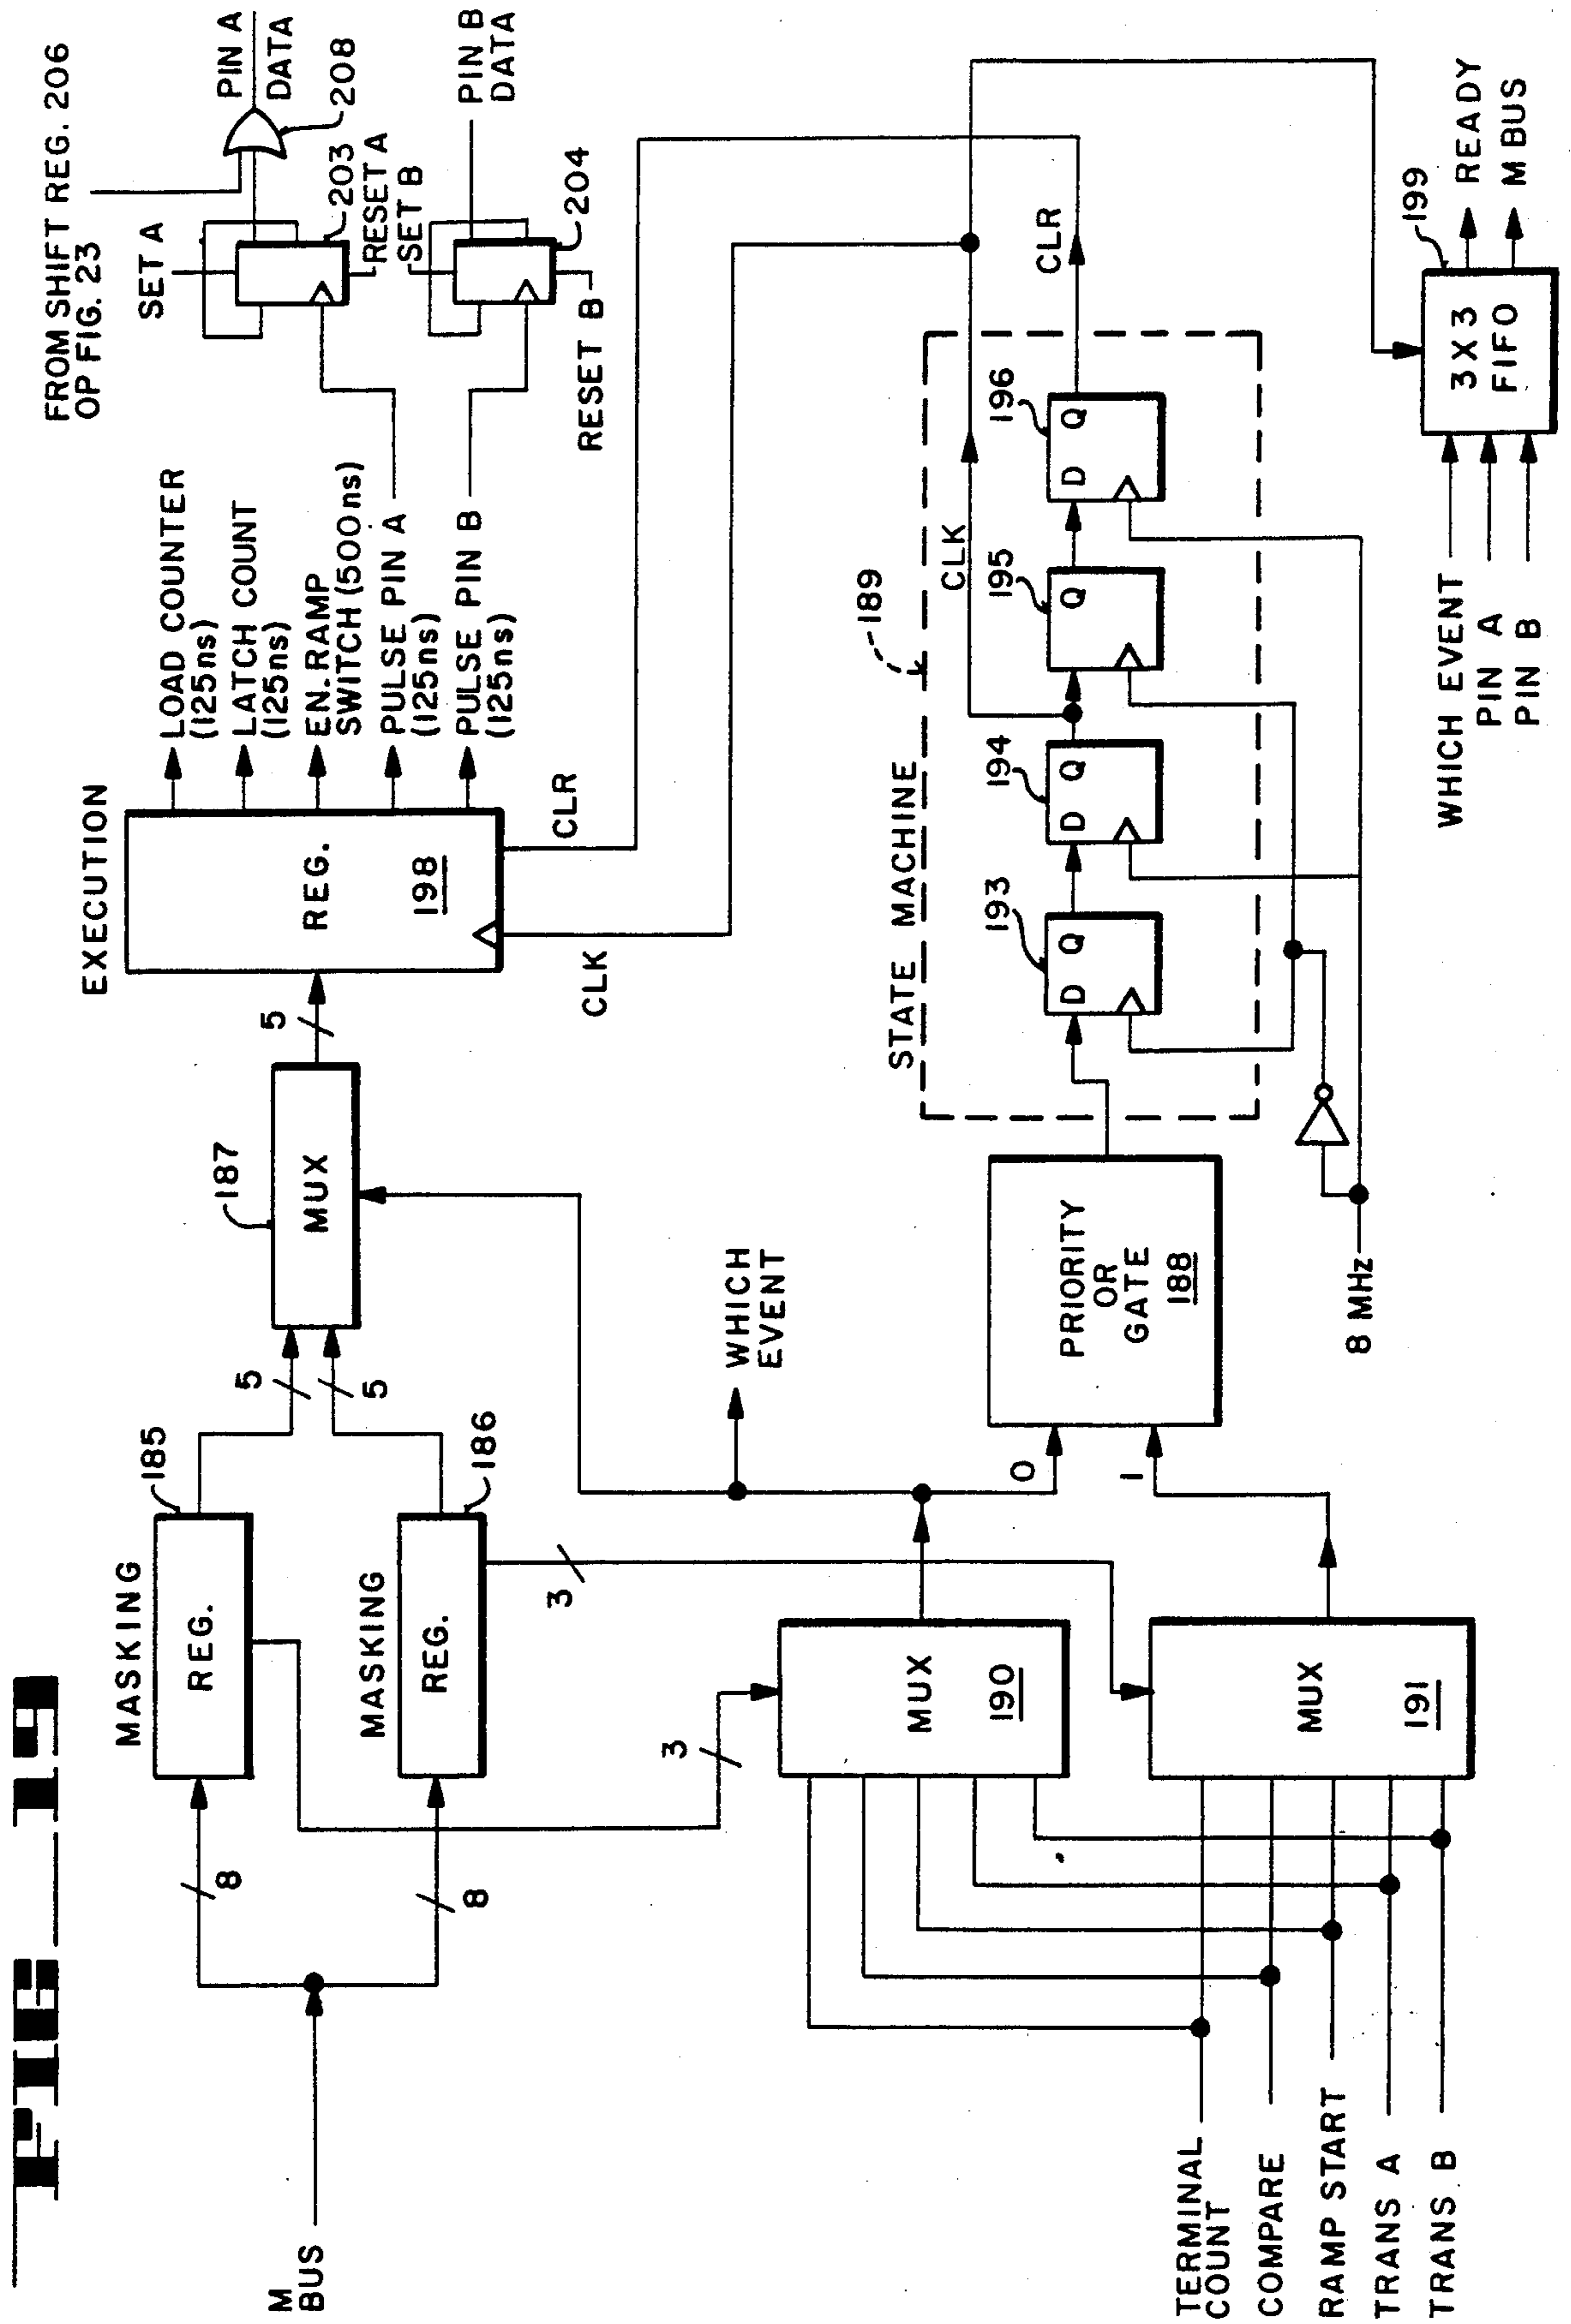 FIG_19
M
BUS
8
8
MASKING
REG.
185
MASKING
REG.
186
3
3
5
5
187
MUX
5
EXECUTION
REG.
198
CLK
CLR
LOAD COUNTER
(125ns)
LATCH COUNT
(125ns)
EN. RAMP
SWITCH (500ns)
PULSE PIN A
(125ns)
PULSE PIN B
(125ns)
FROM SHIFT REG. 206
OP FIG. 23
SET A
203
RESET A
SET B
204
RESET B
208
PIN A
DATA
PIN B
DATA
WHICH
EVENT
MUX
190
MUX
191
TERMINAL
COUNT
COMPARE
RAMP START
TRANS A
TRANS B
0
1
PRIORITY
OR
GATE
188
8 MHz
STATE MACHINE
189
193
D Q
194
D Q
195
Q
196
D Q
CLK
CLR
WHICH EVENT
PIN A
PIN B
3X3
FIFO
199
READY
M BUS